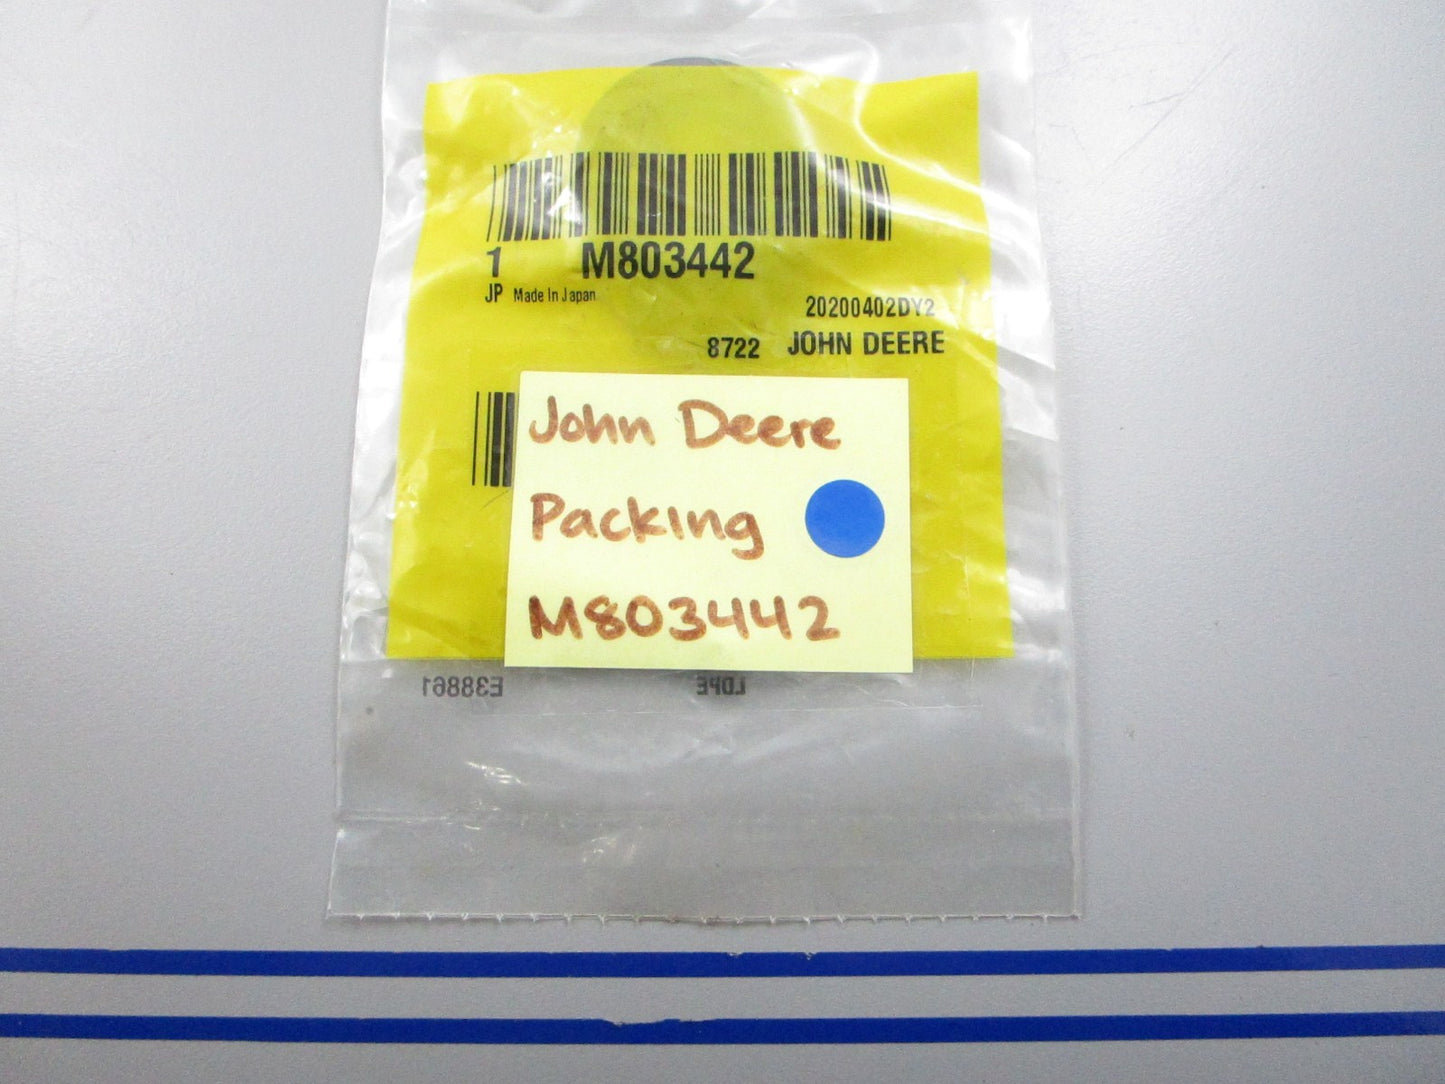 1 M803442
JP Made In Japan
20200402DY2
8722 JOHN DEERE
John Deere
Packing
M803442
E38861 LDPE